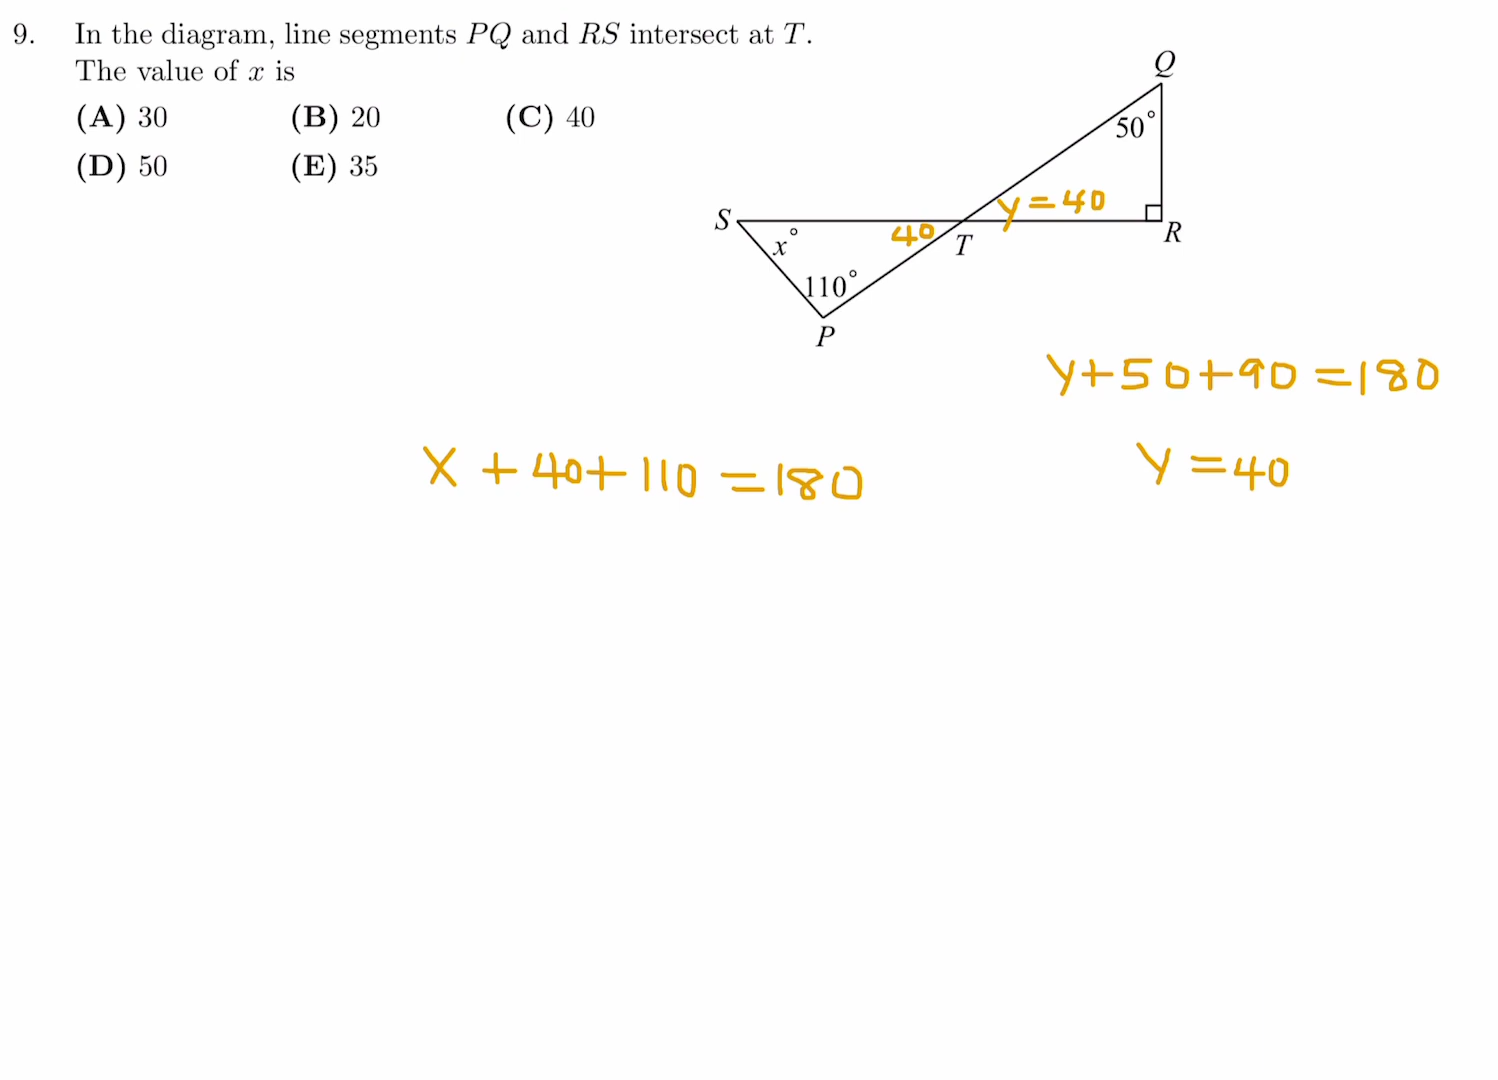 9. In the diagram, line segments PQ and RS intersect at T.
The value of x is
(A) 30 (B) 20 (C) 40
(D) 50 (E) 35
Q
50°
y = 40
S
R
x°
40
T
110°
P
y+50+90=180
x + 40+110 =180
y =40